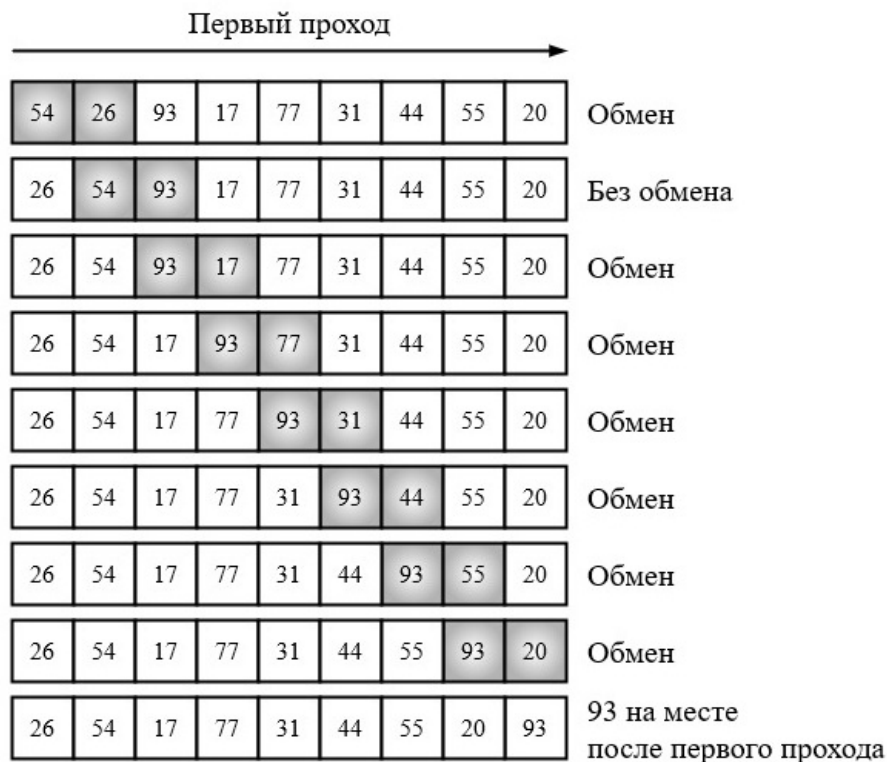 Первый проход
54 26 93 17 77 31 44 55 20 Обмен
26 54 93 17 77 31 44 55 20 Без обмена
26 54 93 17 77 31 44 55 20 Обмен
26 54 17 93 77 31 44 55 20 Обмен
26 54 17 77 93 31 44 55 20 Обмен
26 54 17 77 31 93 44 55 20 Обмен
26 54 17 77 31 44 93 55 20 Обмен
26 54 17 77 31 44 55 93 20 Обмен
26 54 17 77 31 44 55 20 93 93 на месте
после первого прохода